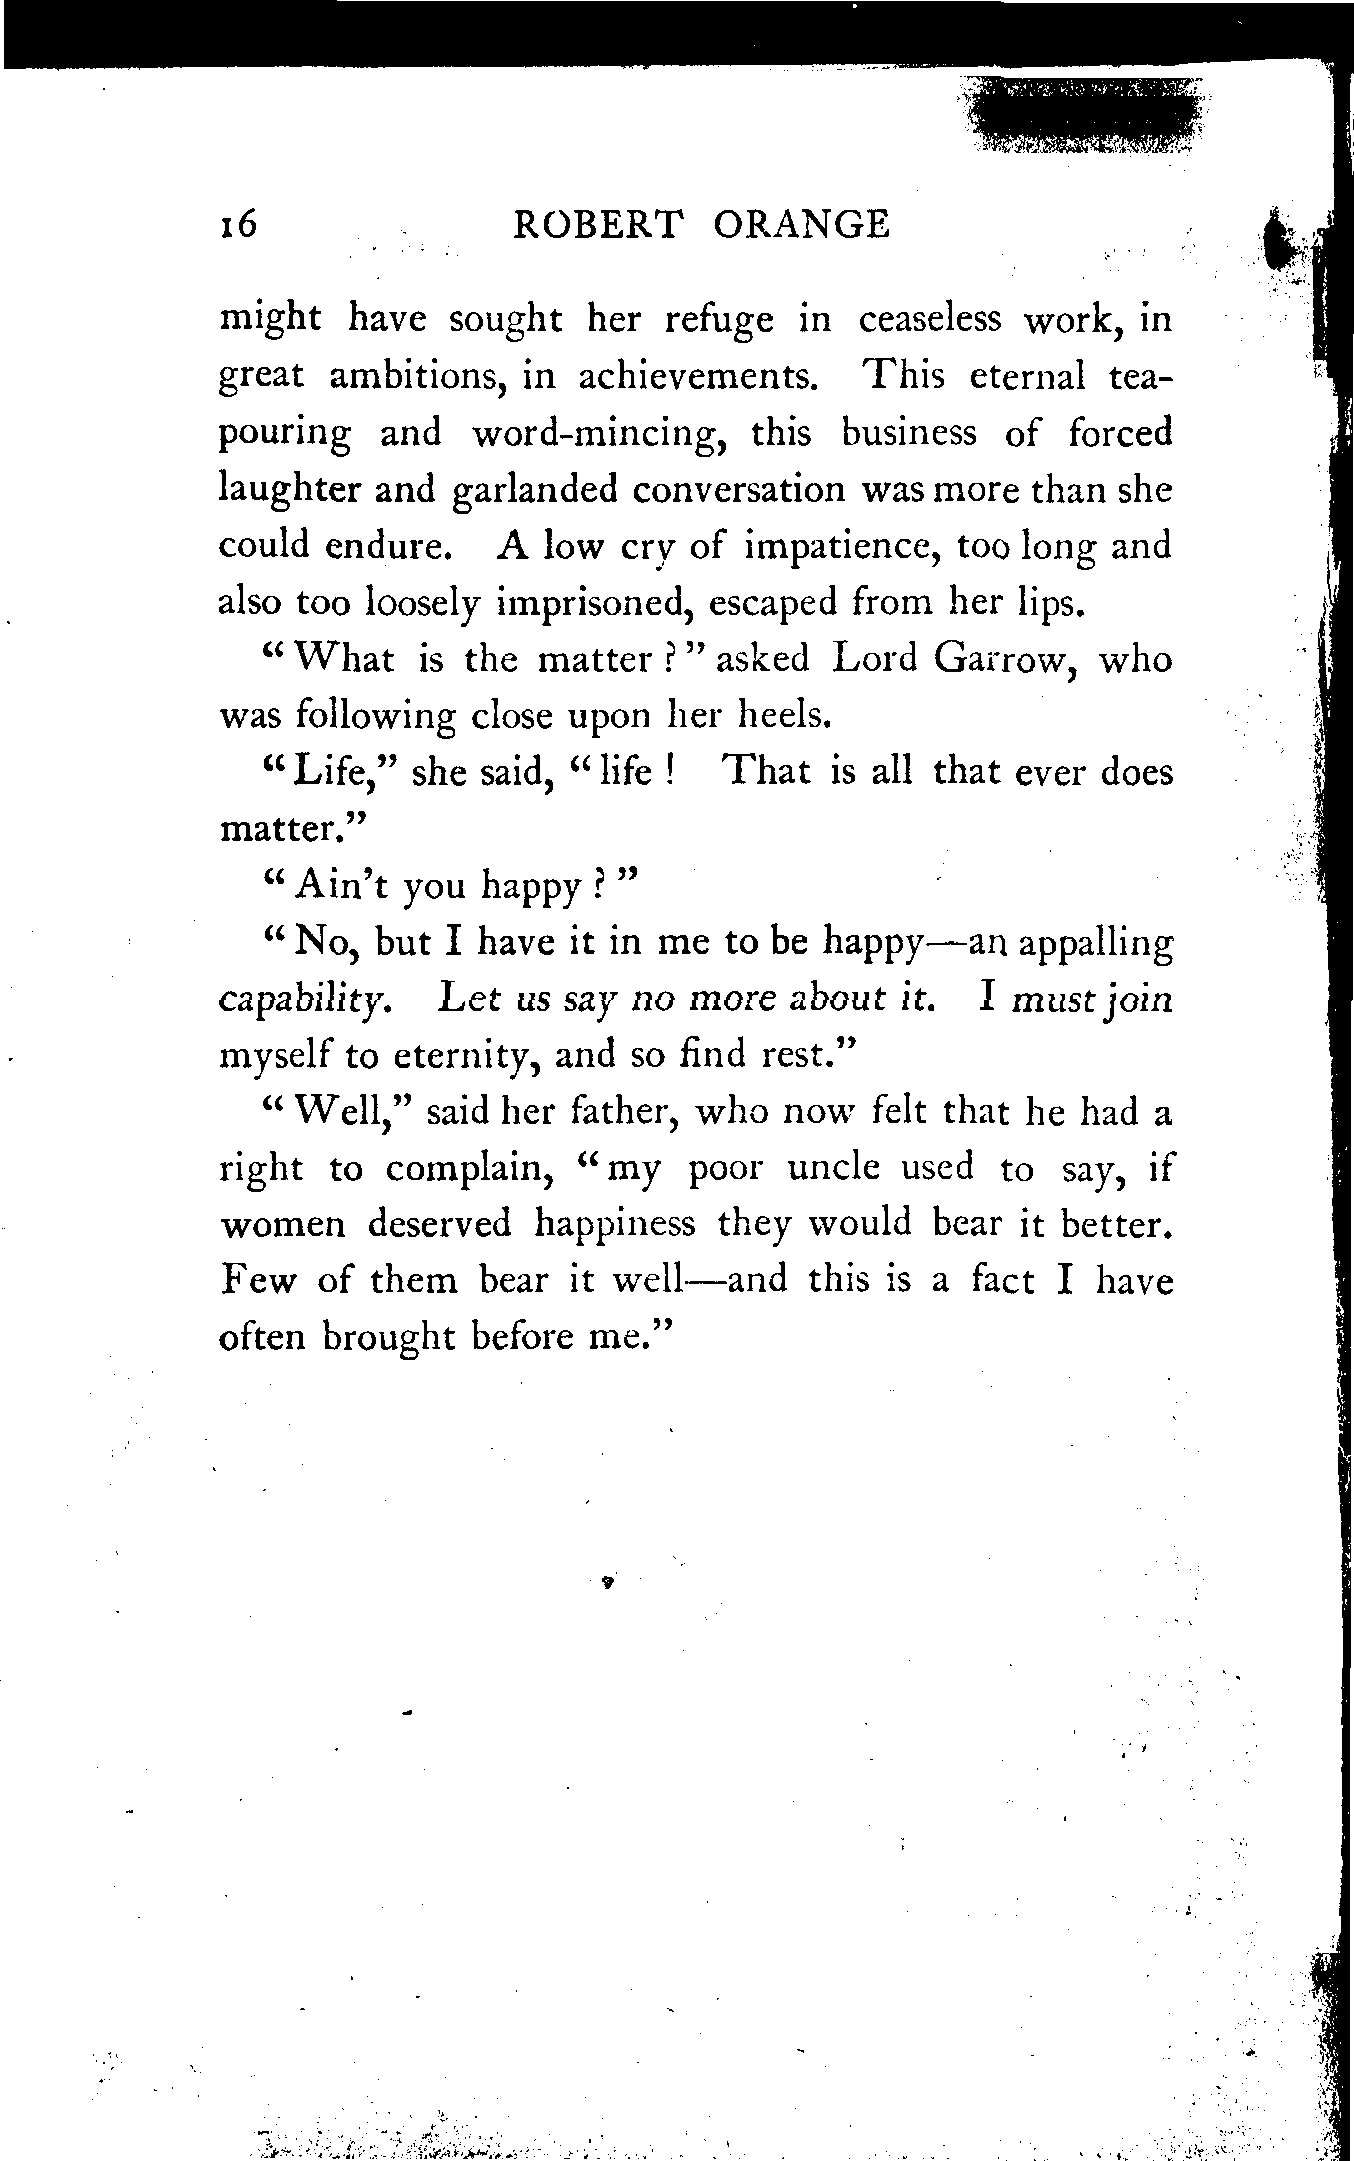 16 ROBERT ORANGE
might have sought her refuge in ceaseless work, in
great ambitions, in achievements. This eternal tea-
pouring and word-mincing, this business of forced
laughter and garlanded conversation was more than she
could endure. A low cry of impatience, too long and
also too loosely imprisoned, escaped from her lips.
“What is the matter?” asked Lord Garrow, who
was following close upon her heels.
“Life,” she said, “life! That is all that ever does
matter.”
“Ain't you happy?”
“No, but I have it in me to be happy—an appalling
capability. Let us say no more about it. I must join
myself to eternity, and so find rest.”
“Well,” said her father, who now felt that he had a
right to complain, “my poor uncle used to say, if
women deserved happiness they would bear it better.
Few of them bear it well—and this is a fact I have
often brought before me.”